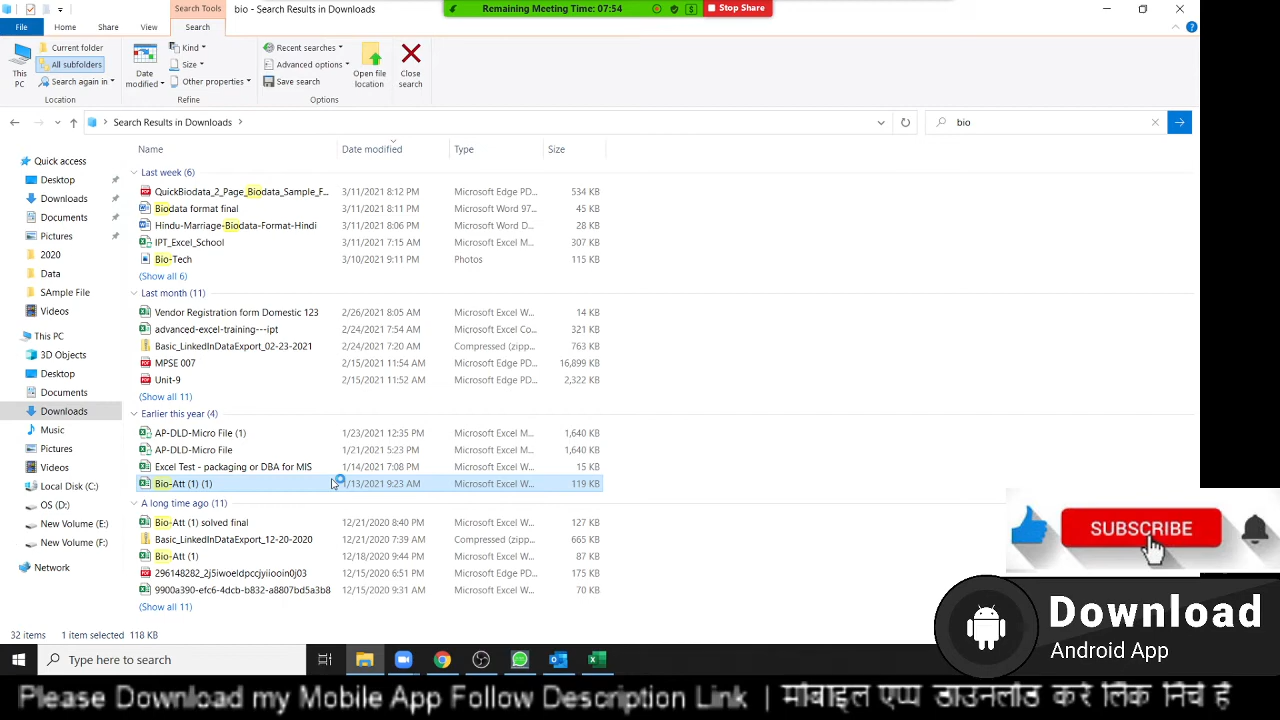 Search Tools
bio - Search Results in Downloads
Remaining Meeting Time: 07:54
Stop Share
File
Home
Share
View
Search
This PC
Current folder
All subfolders
Search again in
Location
Date modified
Kind
Size
Other properties
Refine
Recent searches
Advanced options
Save search
Open file location
Options
Close search
Search Results in Downloads
bio
Name Date modified Type Size
Quick access
Desktop
Downloads
Documents
Pictures
2020
Data
SAmple File
Videos
This PC
3D Objects
Desktop
Documents
Downloads
Music
Pictures
Videos
Local Disk (C:)
OS (D:)
New Volume (E:)
New Volume (F:)
Network
Last week (6)
QuickBiodata_2_Page_Biodata_Sample_F... 3/11/2021 8:12 PM Microsoft Edge PD... 534 KB
Biodata format final 3/11/2021 8:11 PM Microsoft Word 97... 45 KB
Hindu-Marriage-Biodata-Format-Hindi 3/11/2021 8:06 PM Microsoft Word D... 28 KB
IPT_Excel_School 3/11/2021 7:15 AM Microsoft Excel M... 307 KB
Bio-Tech 3/10/2021 9:11 PM Photos 115 KB
(Show all 6)
Last month (11)
Vendor Registration form Domestic 123 2/26/2021 8:05 AM Microsoft Excel W... 14 KB
advanced-excel-training---ipt 2/24/2021 7:54 AM Microsoft Excel Co... 321 KB
Basic_LinkedInDataExport_02-23-2021 2/24/2021 7:20 AM Compressed (zipp... 763 KB
MPSE 007 2/15/2021 11:54 AM Microsoft Edge PD... 16,899 KB
Unit-9 2/15/2021 11:52 AM Microsoft Edge PD... 2,322 KB
(Show all 11)
Earlier this year (4)
AP-DLD-Micro File (1) 1/23/2021 12:35 PM Microsoft Excel M... 1,640 KB
AP-DLD-Micro File 1/21/2021 5:23 PM Microsoft Excel M... 1,640 KB
Excel Test - packaging or DBA for MIS 1/14/2021 7:08 PM Microsoft Excel W... 15 KB
Bio-Att (1) (1) 1/13/2021 9:23 AM Microsoft Excel W... 119 KB
A long time ago (11)
Bio-Att (1) solved final 12/21/2020 8:40 PM Microsoft Excel W... 127 KB
Basic_LinkedInDataExport_12-20-2020 12/21/2020 7:39 AM Compressed (zipp... 665 KB
Bio-Att (1) 12/18/2020 9:44 PM Microsoft Excel W... 87 KB
296148282_2j5iwoeldpccjyiiooin0j03 12/15/2020 6:51 PM Microsoft Edge PD... 175 KB
9900a390-efc6-4dcb-b832-a8807bd5a3b8 12/15/2020 9:31 AM Microsoft Excel W... 70 KB
(Show all 11)
SUBSCRIBE
Download
Android App
32 items 1 item selected 118 KB
Type here to search
Please Download my Mobile App Follow Description Link | मोबाइल एप्प डाउनलोड करे लिंक निचे है